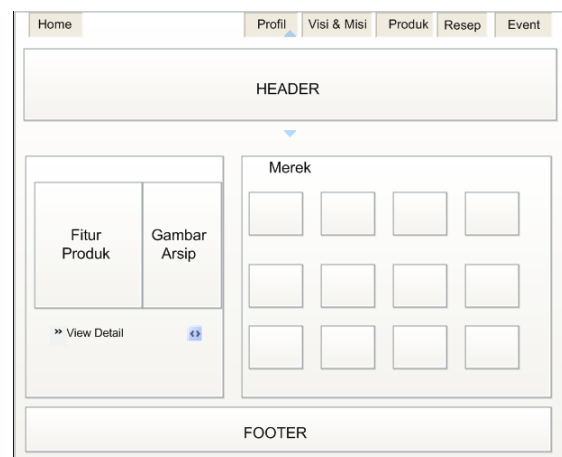 Home
Profil
Visi & Misi
Produk
Resep
Event
HEADER
Merek
Fitur
Produk
Gambar
Arsip
›› View Detail
‹›
FOOTER